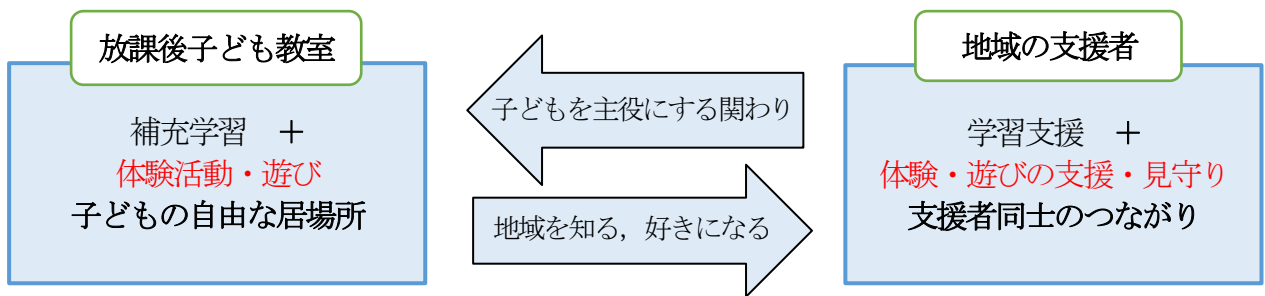 放課後子ども教室
補充学習　＋
体験活動・遊び
子どもの自由な居場所
子どもを主役にする関わり
地域を知る，好きになる
地域の支援者
学習支援　＋
体験・遊びの支援・見守り
支援者同士のつながり